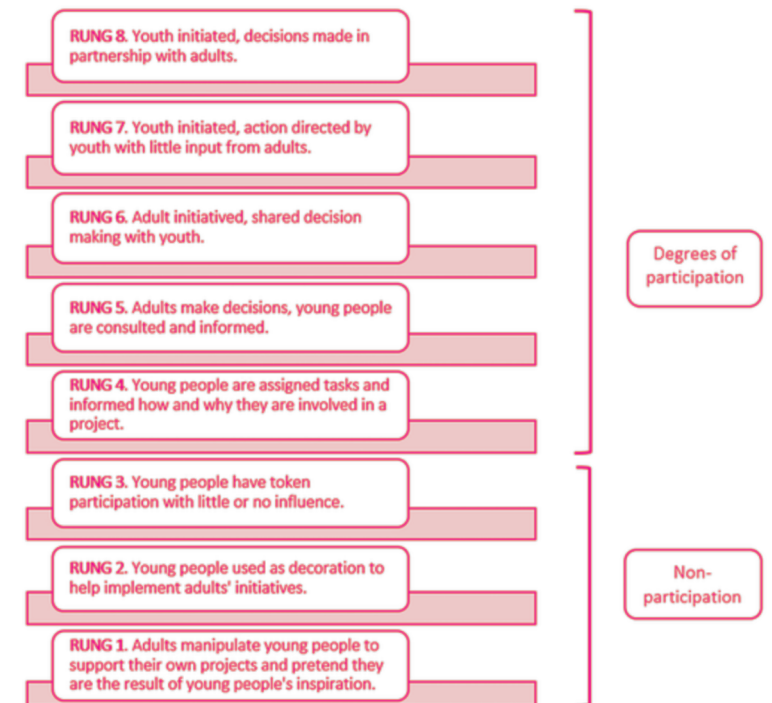 RUNG 8. Youth initiated, decisions made in
partnership with adults.
RUNG 7. Youth initiated, action directed by
youth with little input from adults.
RUNG 6. Adult initiatived, shared decision
making with youth.
RUNG 5. Adults make decisions, young people
are consulted and informed.
RUNG 4. Young people are assigned tasks and
informed how and why they are involved in a
project.
Degrees of
participation
RUNG 3. Young people have token
participation with little or no influence.
RUNG 2. Young people used as decoration to
help implement adults' initiatives.
RUNG 1. Adults manipulate young people to
support their own projects and pretend they
are the result of young people's inspiration.
Non-
participation